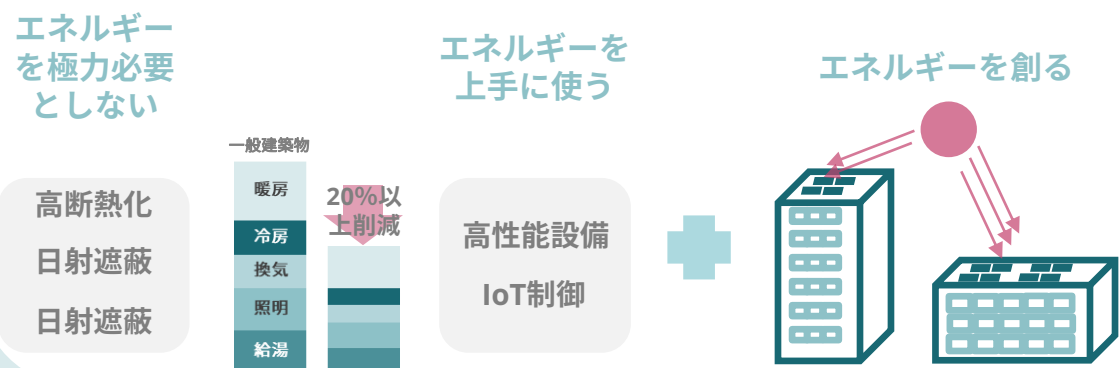 エネルギー
を極力必要
としない
高断熱化
日射遮蔽
日射遮蔽
一般建築物
暖房
冷房
換気
照明
給湯
20%以
上削減
エネルギーを
上手に使う
高性能設備
IoT制御
エネルギーを創る